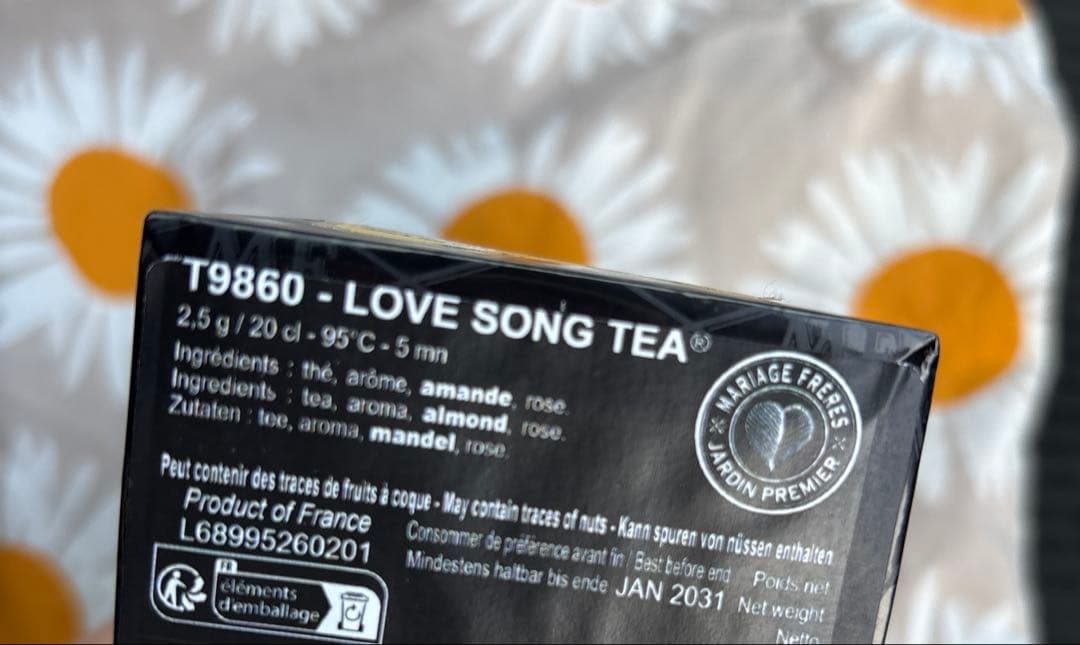 T9860 - LOVE SONG TEA®
2,5 g / 20 cl - 95°C - 5 mn
Ingrédients : thé, arôme, amande, rose.
Ingredients : tea, aroma, almond, rose.
Zutaten : tee, aroma, mandel, rose.
MARIAGE FRÈRES
JARDIN PREMIER
Peut contenir des traces de fruits à coque - May contain traces of nuts - Kann spuren von nüssen enthalten
Product of France
L68995260201
Consommer de préférence avant fin / Best before end
Mindestens haltbar bis ende JAN 2031
Poids net
Net weight
Netto
FR
éléments
d'emballage